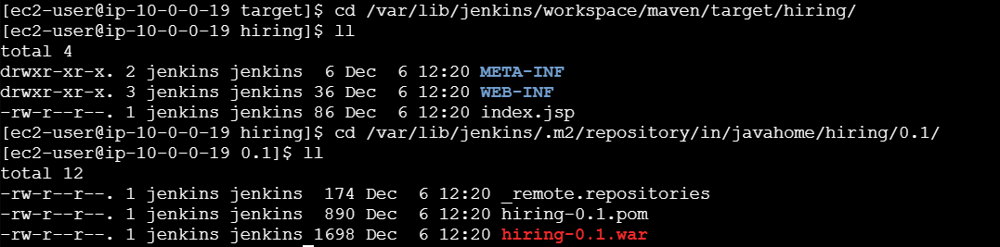 [ec2-user@ip-10-0-0-19 target]$ cd /var/lib/jenkins/workspace/maven/target/hiring/
[ec2-user@ip-10-0-0-19 hiring]$ ll
total 4
drwxr-xr-x. 2 jenkins jenkins  6 Dec  6 12:20 META-INF
drwxr-xr-x. 3 jenkins jenkins 36 Dec  6 12:20 WEB-INF
-rw-r--r--. 1 jenkins jenkins 86 Dec  6 12:20 index.jsp
[ec2-user@ip-10-0-0-19 hiring]$ cd /var/lib/jenkins/.m2/repository/in/javahome/hiring/0.1/
[ec2-user@ip-10-0-0-19 0.1]$ ll
total 12
-rw-r--r--. 1 jenkins jenkins  174 Dec  6 12:20 _remote.repositories
-rw-r--r--. 1 jenkins jenkins  890 Dec  6 12:20 hiring-0.1.pom
-rw-r--r--. 1 jenkins jenkins 1698 Dec  6 12:20 hiring-0.1.war